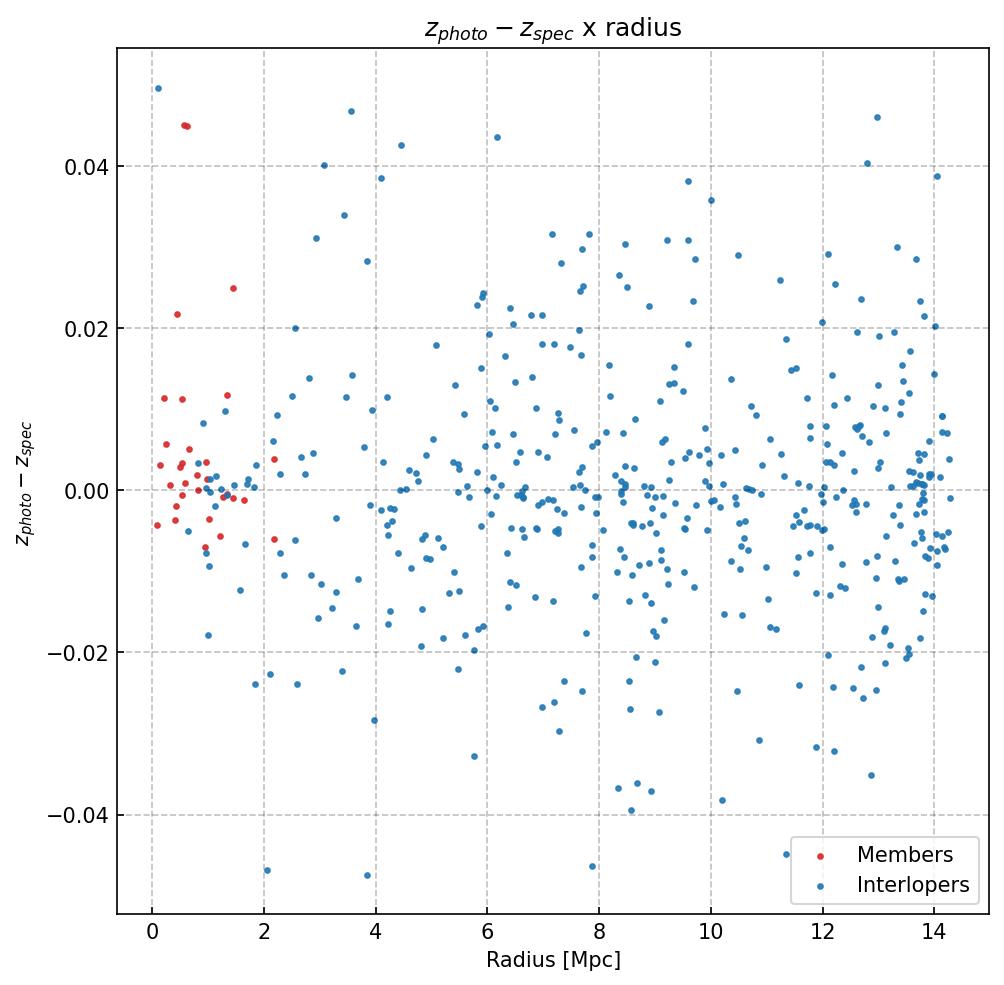 z_photo − z_spec x radius
z_photo − z_spec
0.04
0.02
0.00
−0.02
−0.04
0 2 4 6 8 10 12 14
Radius [Mpc]
Members
Interlopers